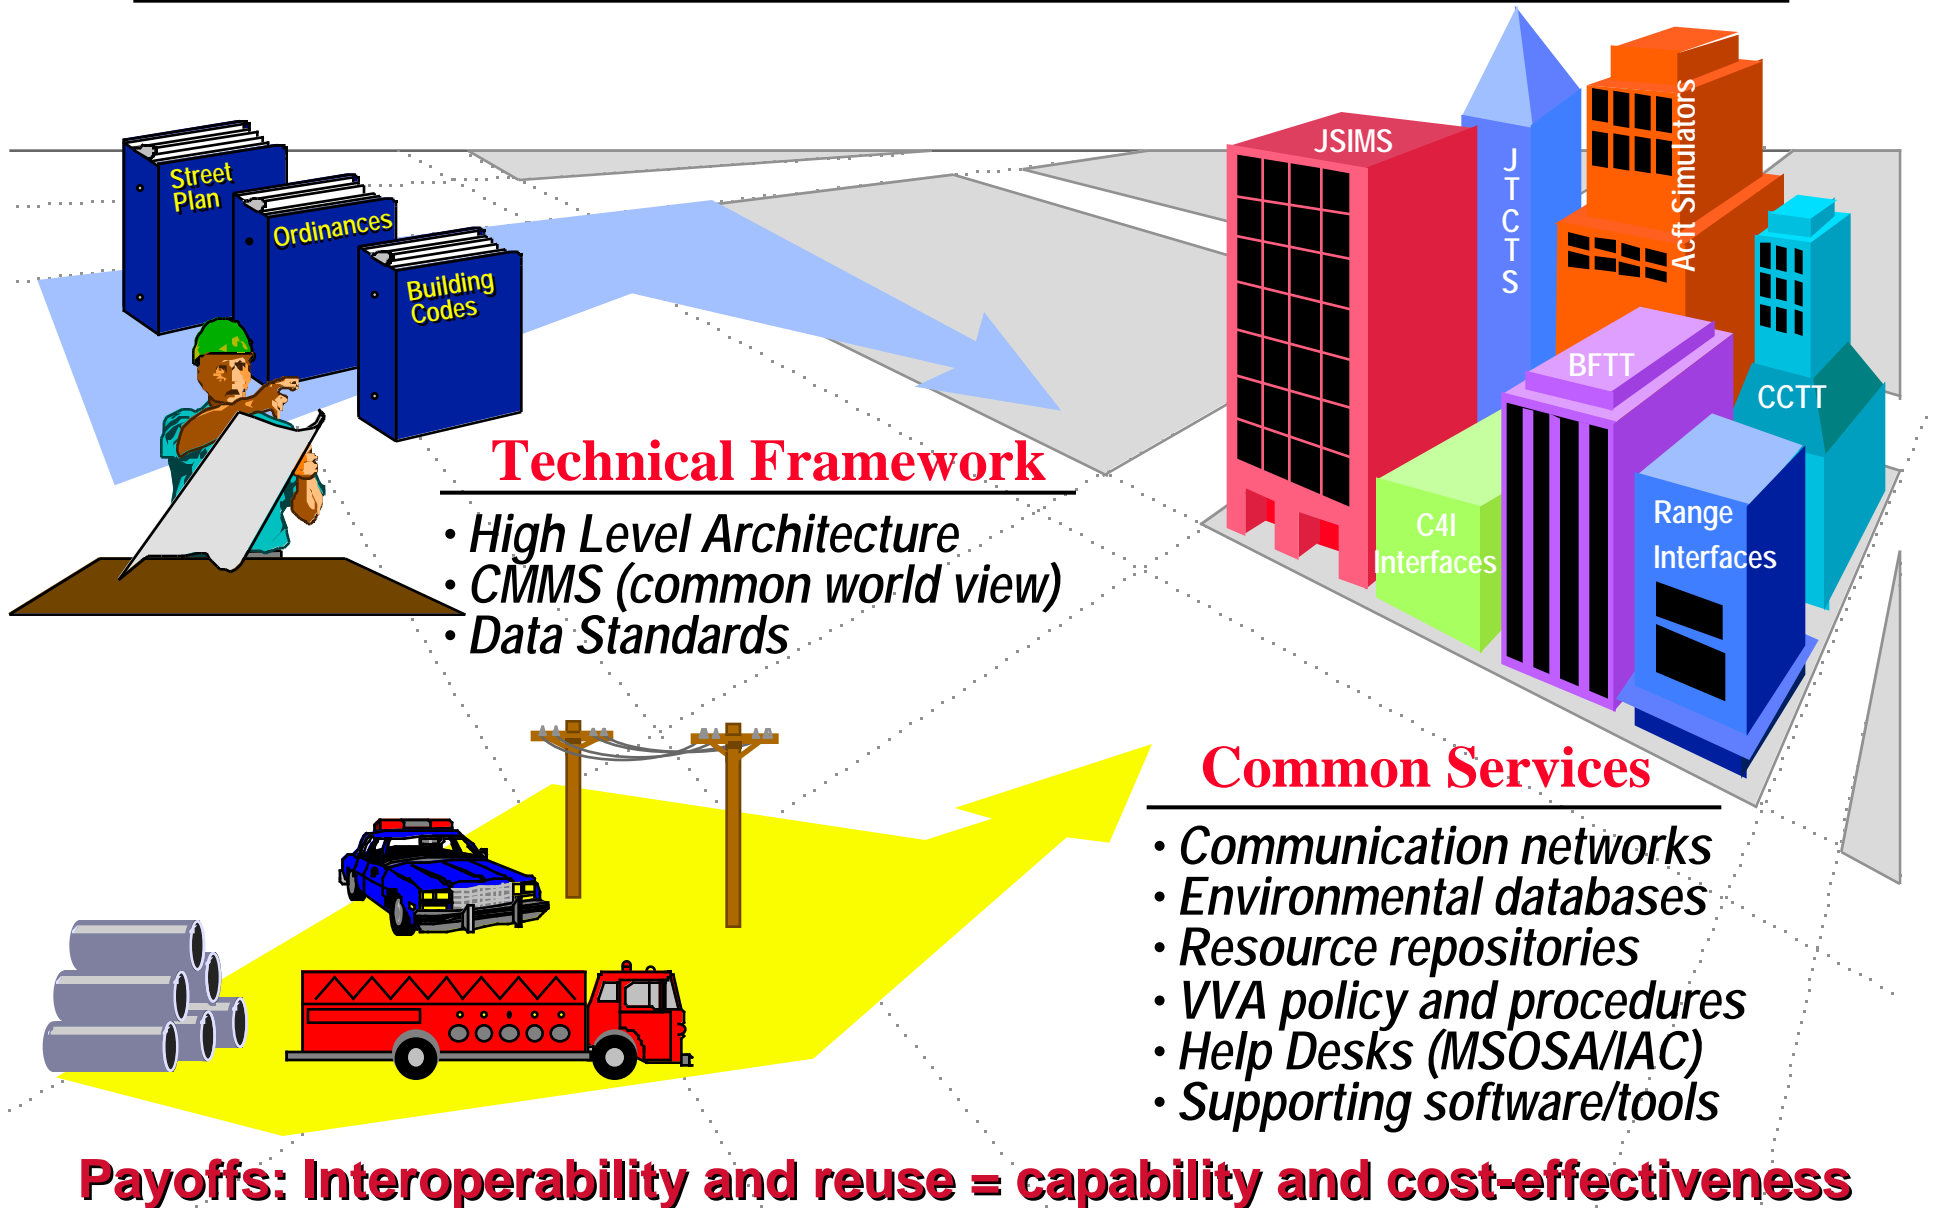 Street
Plan
Ordinances
Building
Codes
JSIMS
J
T
C
T
S
Acft Simulators
BFTT
CCTT
C4I
Interfaces
Range
Interfaces
Technical Framework
• High Level Architecture
• CMMS (common world view)
• Data Standards
Common Services
• Communication networks
• Environmental databases
• Resource repositories
• VVA policy and procedures
• Help Desks (MSOSA/IAC)
• Supporting software/tools
Payoffs: Interoperability and reuse = capability and cost-effectiveness